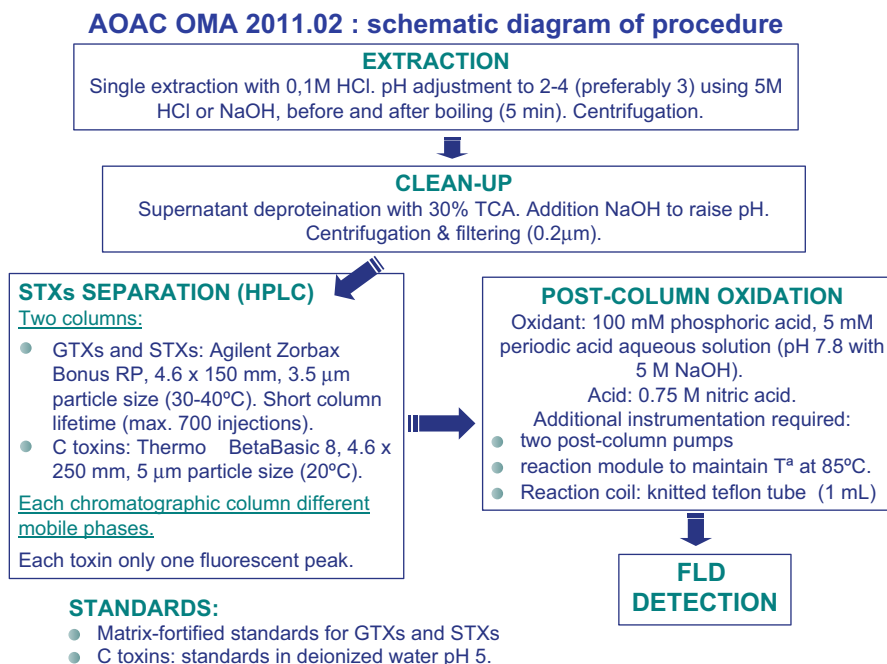 AOAC OMA 2011.02 : schematic diagram of procedure
EXTRACTION
Single extraction with 0,1M HCl. pH adjustment to 2-4 (preferably 3) using 5M
HCl or NaOH, before and after boiling (5 min). Centrifugation.
CLEAN-UP
Supernatant deproteination with 30% TCA. Addition NaOH to raise pH.
Centrifugation & filtering (0.2μm).
STXs SEPARATION (HPLC)
Two columns:
GTXs and STXs: Agilent Zorbax
Bonus RP, 4.6 x 150 mm, 3.5 μm
particle size (30-40ºC). Short column
lifetime (max. 700 injections).
C toxins: Thermo BetaBasic 8, 4.6 x
250 mm, 5 μm particle size (20ºC).
Each chromatographic column different
mobile phases.
Each toxin only one fluorescent peak.
POST-COLUMN OXIDATION
Oxidant: 100 mM phosphoric acid, 5 mM
periodic acid aqueous solution (pH 7.8 with
5 M NaOH).
Acid: 0.75 M nitric acid.
Additional instrumentation required:
two post-column pumps
reaction module to maintain Tª at 85ºC.
Reaction coil: knitted teflon tube (1 mL)
FLD
DETECTION
STANDARDS:
Matrix-fortified standards for GTXs and STXs
C toxins: standards in deionized water pH 5.